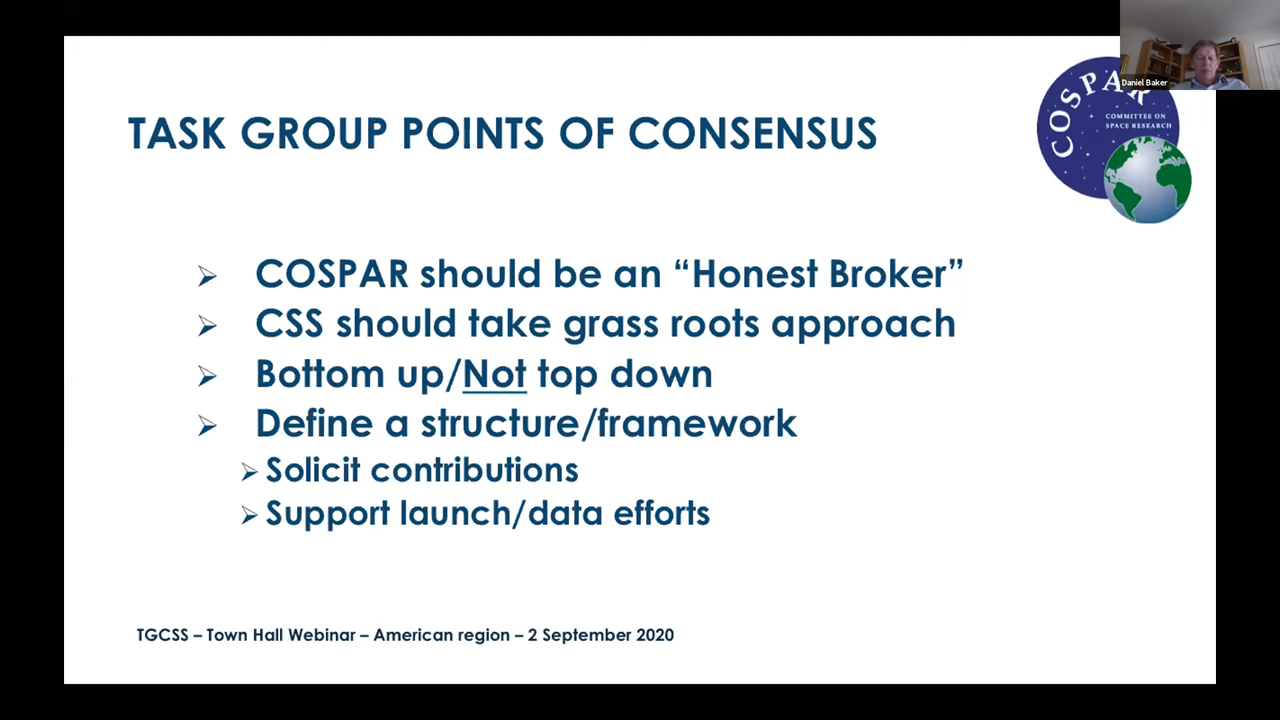 Daniel Baker
COSPAR
COMMITTEE ON
SPACE RESEARCH
TASK GROUP POINTS OF CONSENSUS
COSPAR should be an “Honest Broker”
CSS should take grass roots approach
Bottom up/Not top down
Define a structure/framework
Solicit contributions
Support launch/data efforts
TGCSS – Town Hall Webinar – American region – 2 September 2020